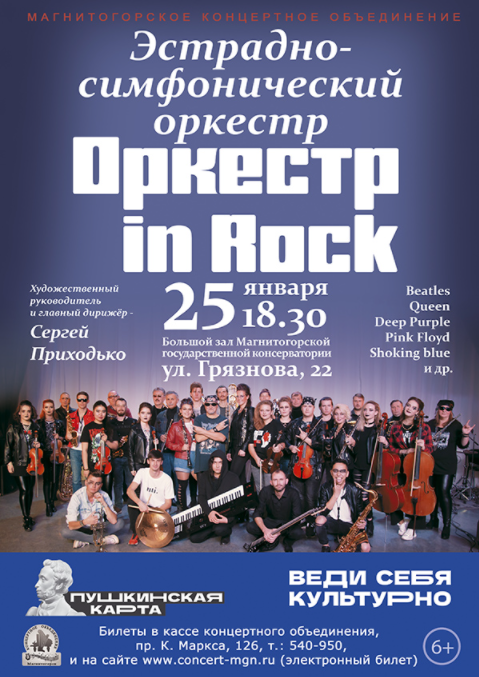 МАГНИТОГОРСКОЕ КОНЦЕРТНОЕ ОБЪЕДИНЕНИЕ
Эстрадно-
симфонический
оркестр
Оркестр
in Rock
Художественный
руководитель
и главный дирижёр -
Сергей
Приходько
25 января
18.30
Большой зал Магнитогорской
государственной консерватории
ул. Грязнова, 22
Beatles
Queen
Deep Purple
Pink Floyd
Shoking blue
и др.
ПУШКИНСКАЯ
КАРТА
ВЕДИ СЕБЯ
КУЛЬТУРНО
Билеты в кассе концертного объединения,
пр. К. Маркса, 126, т.: 540-950,
и на сайте www.concert-mgn.ru (электронный билет)
6+